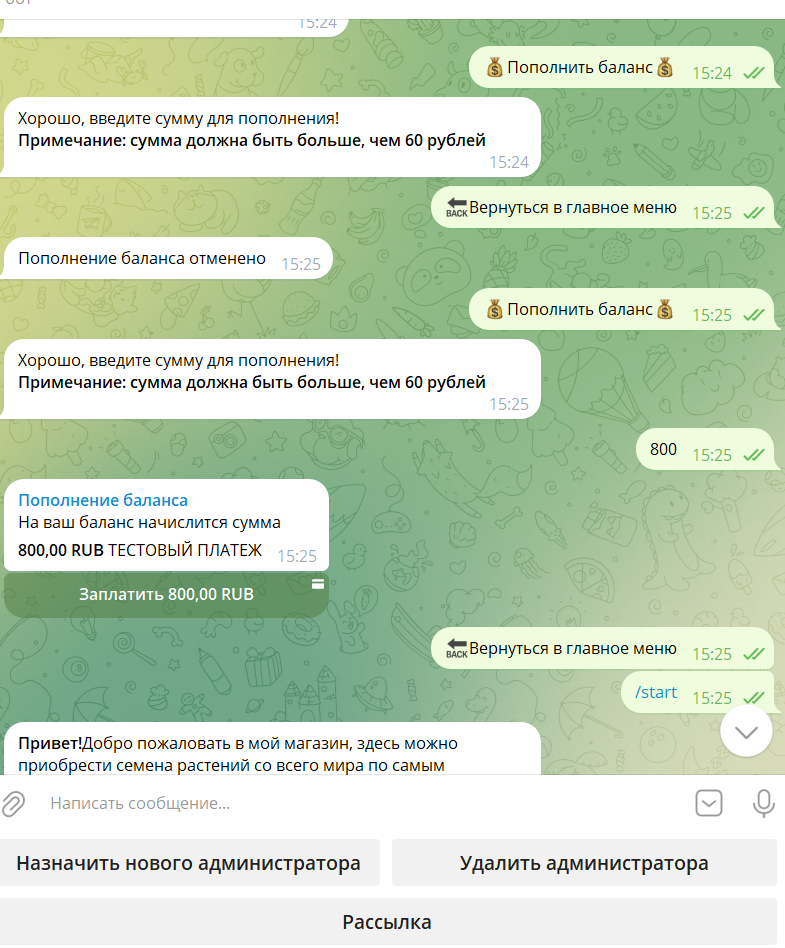 15:24
💰 Пополнить баланс 💰 15:24
Хорошо, введите сумму для пополнения!
Примечание: сумма должна быть больше, чем 60 рублей
15:24
BACK Вернуться в главное меню 15:25
Пополнение баланса отменено 15:25
💰 Пополнить баланс 💰 15:25
Хорошо, введите сумму для пополнения!
Примечание: сумма должна быть больше, чем 60 рублей
15:25
800 15:25
Пополнение баланса
На ваш баланс начислится сумма
800,00 RUB ТЕСТОВЫЙ ПЛАТЕЖ 15:25
Заплатить 800,00 RUB
BACK Вернуться в главное меню 15:25
/start 15:25
Привет!Добро пожаловать в мой магазин, здесь можно
приобрести семена растений со всего мира по самым
Написать сообщение...
Назначить нового администратора
Удалить администратора
Рассылка